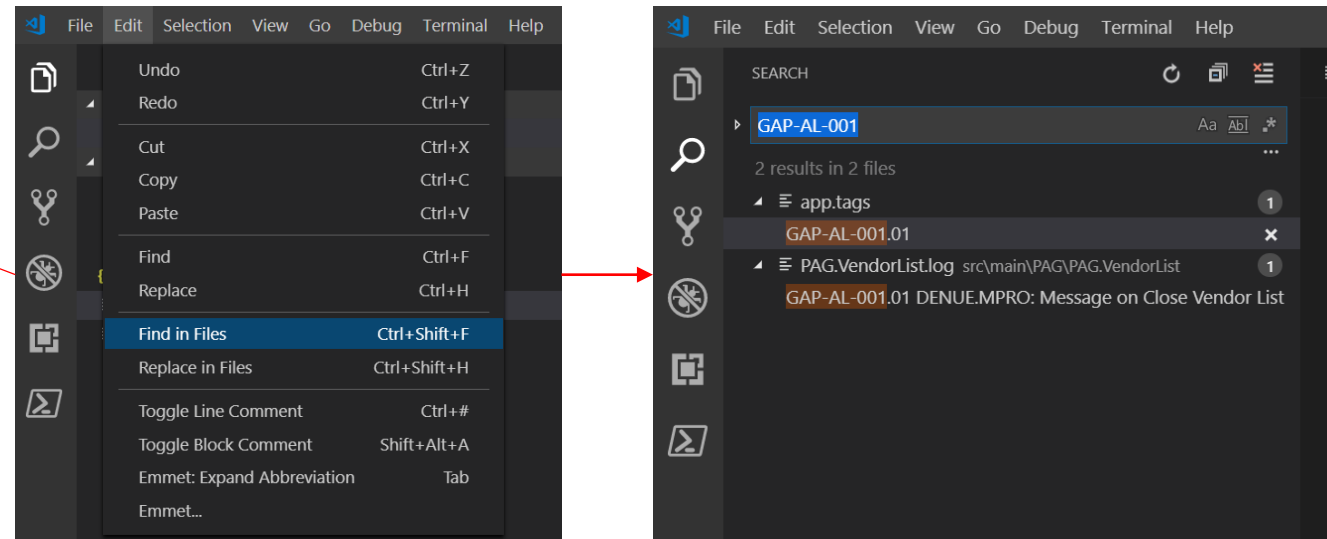 File Edit Selection View Go Debug Terminal Help
Undo Ctrl+Z
Redo Ctrl+Y
Cut Ctrl+X
Copy Ctrl+C
Paste Ctrl+V
Find Ctrl+F
Replace Ctrl+H
Find in Files Ctrl+Shift+F
Replace in Files Ctrl+Shift+H
Toggle Line Comment Ctrl+#
Toggle Block Comment Shift+Alt+A
Emmet: Expand Abbreviation Tab
Emmet...
{
File Edit Selection View Go Debug Terminal Help
SEARCH
GAP-AL-001 Aa Abl .*
...
2 results in 2 files
app.tags 1
GAP-AL-001.01
PAG.VendorList.log src\main\PAG\PAG.VendorList 1
GAP-AL-001.01 DENUE.MPRO: Message on Close Vendor List